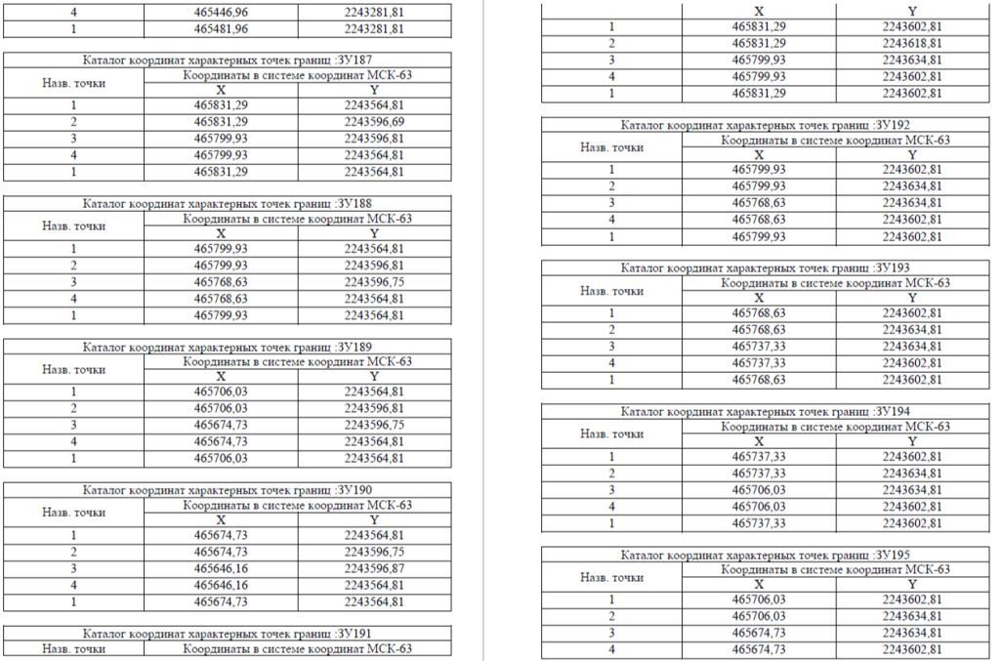 4 465446,96 2243281,81
1 465481,96 2243281,81
Каталог координат характерных точек границ :ЗУ187
Назв. точки Координаты в системе координат МСК-63
X Y
1 465831,29 2243564,81
2 465831,29 2243596,69
3 465799,93 2243596,81
4 465799,93 2243564,81
1 465831,29 2243564,81
Каталог координат характерных точек границ :ЗУ188
Назв. точки Координаты в системе координат МСК-63
X Y
1 465799,93 2243564,81
2 465799,93 2243596,81
3 465768,63 2243596,75
4 465768,63 2243564,81
1 465799,93 2243564,81
Каталог координат характерных точек границ :ЗУ189
Назв. точки Координаты в системе координат МСК-63
X Y
1 465706,03 2243564,81
2 465706,03 2243596,81
3 465674,73 2243596,75
4 465674,73 2243564,81
1 465706,03 2243564,81
Каталог координат характерных точек границ :ЗУ190
Назв. точки Координаты в системе координат МСК-63
X Y
1 465674,73 2243564,81
2 465674,73 2243596,75
3 465646,16 2243596,87
4 465646,16 2243564,81
1 465674,73 2243564,81
Каталог координат характерных точек границ :ЗУ191
Назв. точки Координаты в системе координат МСК-63
X Y
1 465831,29 2243602,81
2 465831,29 2243618,81
3 465799,93 2243634,81
4 465799,93 2243602,81
1 465831,29 2243602,81
Каталог координат характерных точек границ :ЗУ192
Назв. точки Координаты в системе координат МСК-63
X Y
1 465799,93 2243602,81
2 465799,93 2243634,81
3 465768,63 2243634,81
4 465768,63 2243602,81
1 465799,93 2243602,81
Каталог координат характерных точек границ :ЗУ193
Назв. точки Координаты в системе координат МСК-63
X Y
1 465768,63 2243602,81
2 465768,63 2243634,81
3 465737,33 2243634,81
4 465737,33 2243602,81
1 465768,63 2243602,81
Каталог координат характерных точек границ :ЗУ194
Назв. точки Координаты в системе координат МСК-63
X Y
1 465737,33 2243602,81
2 465737,33 2243634,81
3 465706,03 2243634,81
4 465706,03 2243602,81
1 465737,33 2243602,81
Каталог координат характерных точек границ :ЗУ195
Назв. точки Координаты в системе координат МСК-63
X Y
1 465706,03 2243602,81
2 465706,03 2243634,81
3 465674,73 2243634,81
4 465674,73 2243602,81